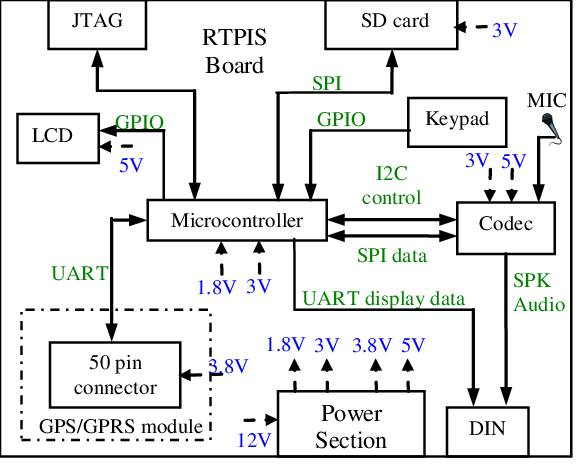 JTAG
RTPIS
Board
SD card
3V
SPI
GPIO
LCD
5V
GPIO
Keypad
MIC
3V
5V
I2C
control
Microcontroller
Codec
SPI data
1.8V
3V
UART
UART display data
SPK
Audio
50 pin
connector
3.8V
GPS/GPRS module
1.8V
3V
3.8V
5V
12V
Power
Section
DIN